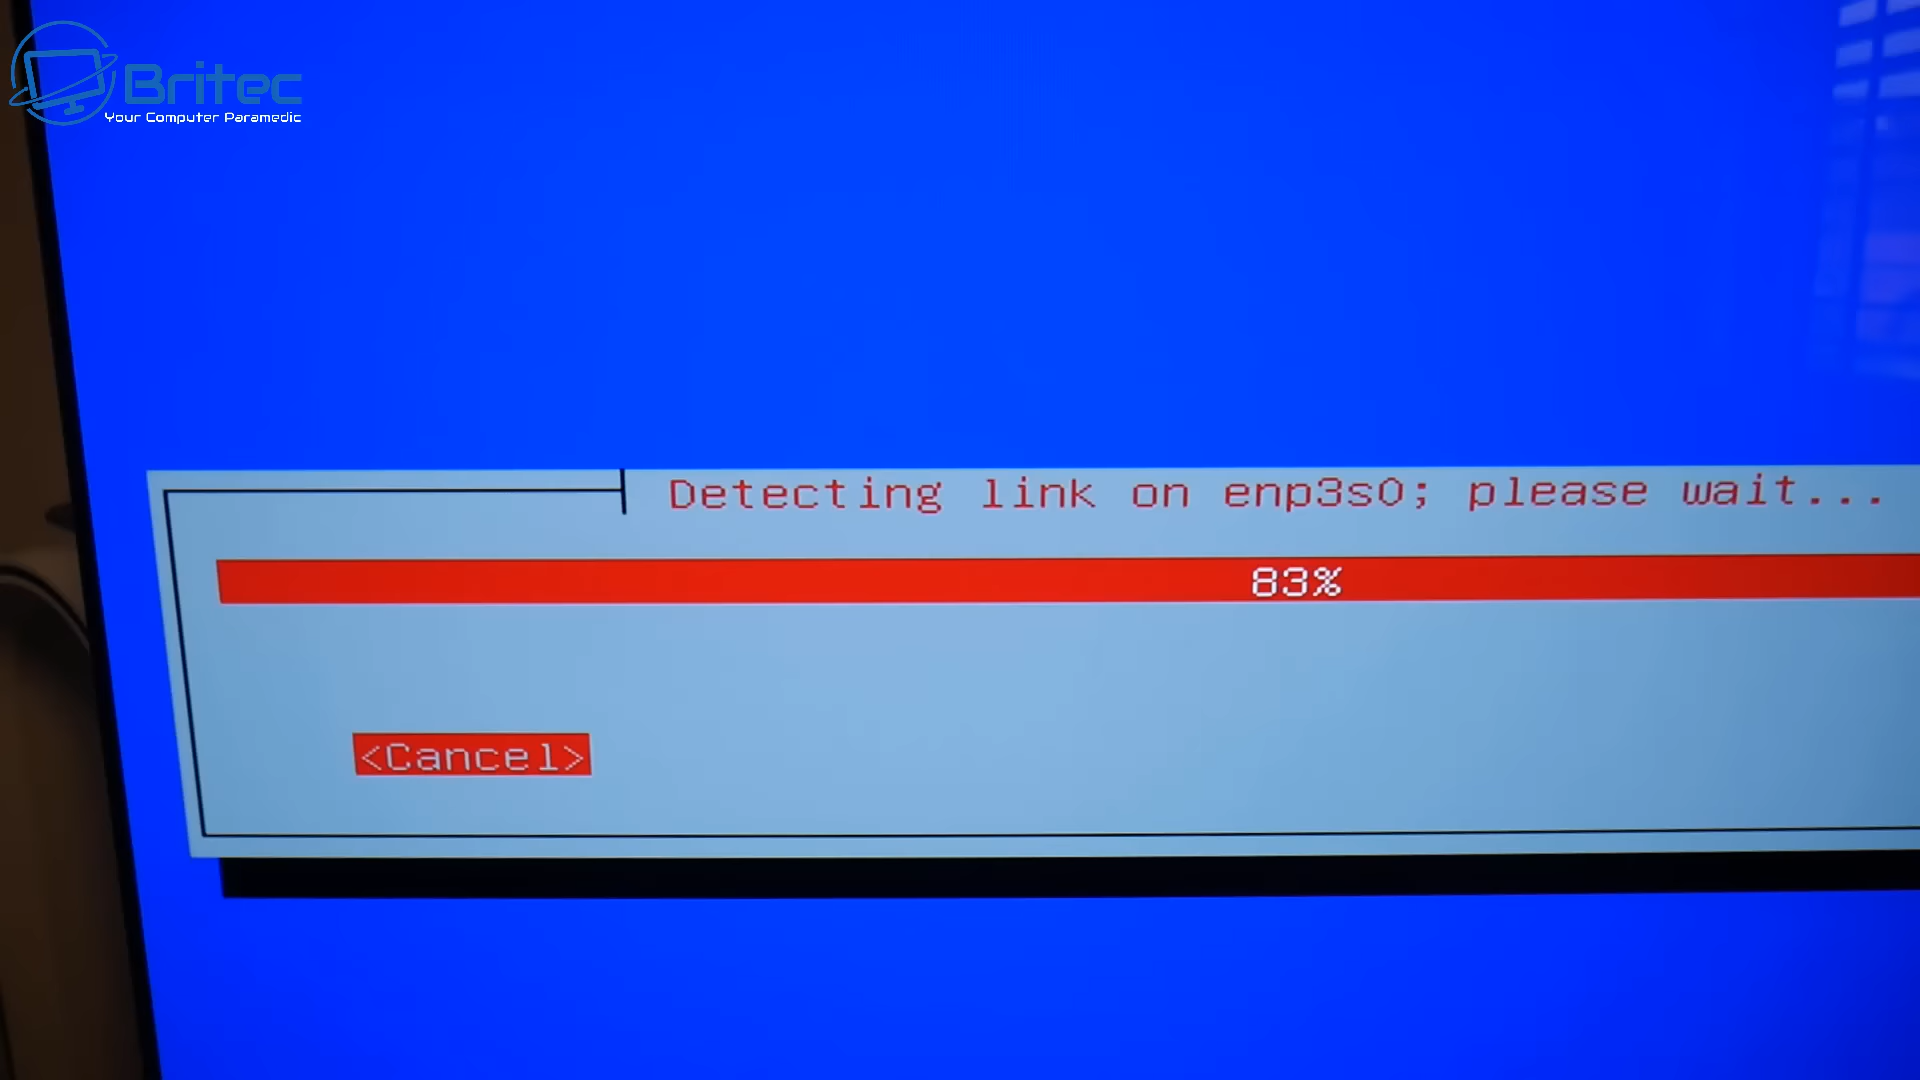 Britec
Your Computer Paramedic
Detecting link on enp3s0; please wait...
83%
<Cancel>